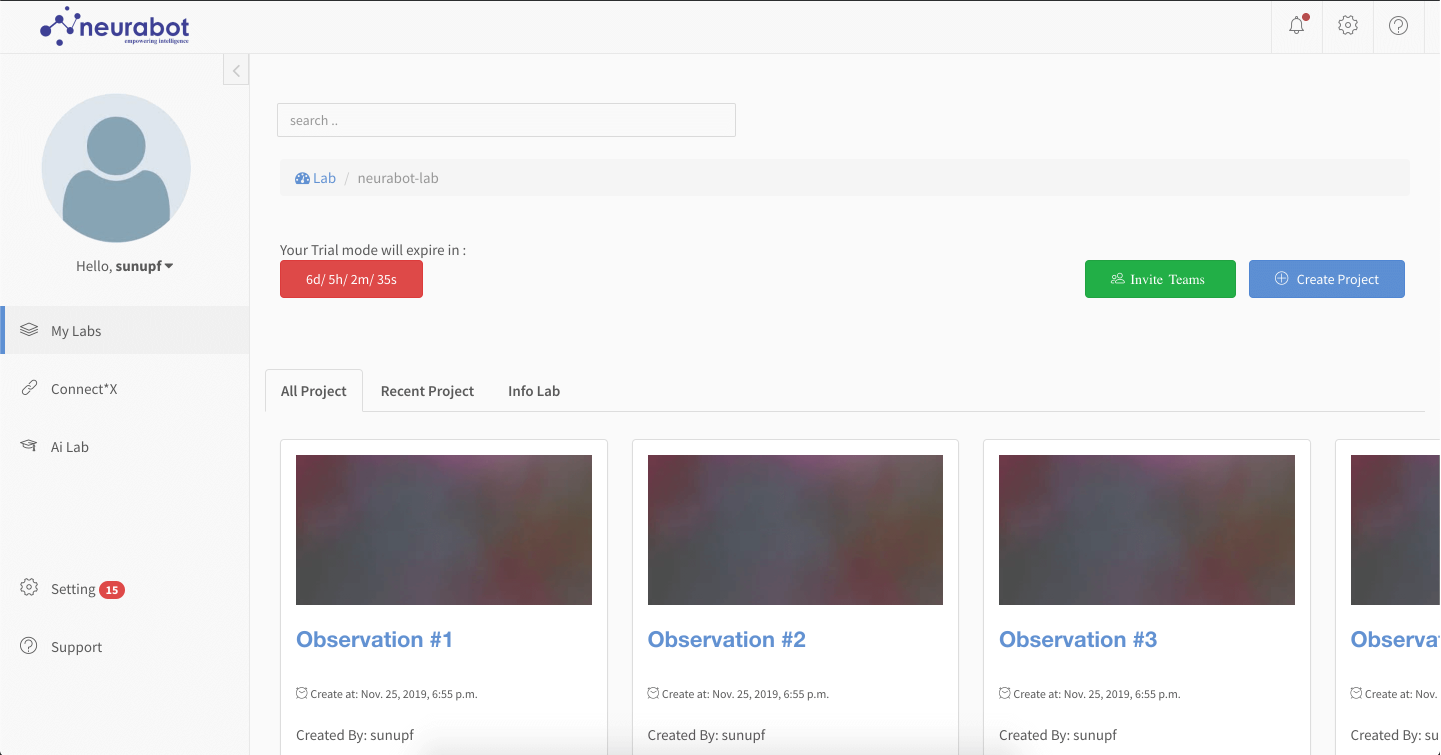 neurabot
empowering intelligence
search ..
Lab / neurabot-lab
Your Trial mode will expire in :
6d/ 5h/ 2m/ 35s
Invite Teams
Create Project
Hello, sunupf
My Labs
Connect*X
Ai Lab
Setting 15
Support
All Project Recent Project Info Lab
Observation #1
Create at: Nov. 25, 2019, 6:55 p.m.
Created By: sunupf
Observation #2
Create at: Nov. 25, 2019, 6:55 p.m.
Created By: sunupf
Observation #3
Create at: Nov. 25, 2019, 6:55 p.m.
Created By: sunupf
Observa
Create at: Nov.
Created By: su